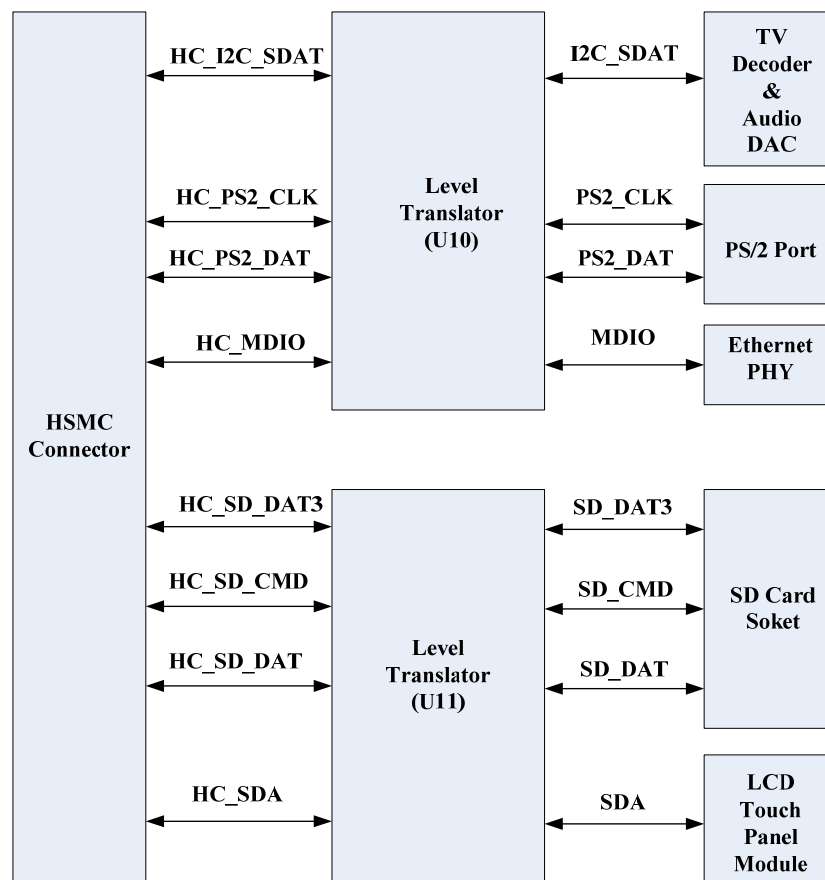 HC_I2C_SDAT
I2C_SDAT
TV
Decoder
&
Audio
DAC
HC_PS2_CLK
Level
Translator
(U10)
PS2_CLK
HC_PS2_DAT
PS2_DAT
PS/2 Port
HC_MDIO
MDIO
Ethernet
PHY
HSMC
Connector
HC_SD_DAT3
SD_DAT3
HC_SD_CMD
SD_CMD
SD Card
Soket
HC_SD_DAT
Level
Translator
(U11)
SD_DAT
HC_SDA
SDA
LCD
Touch
Panel
Module